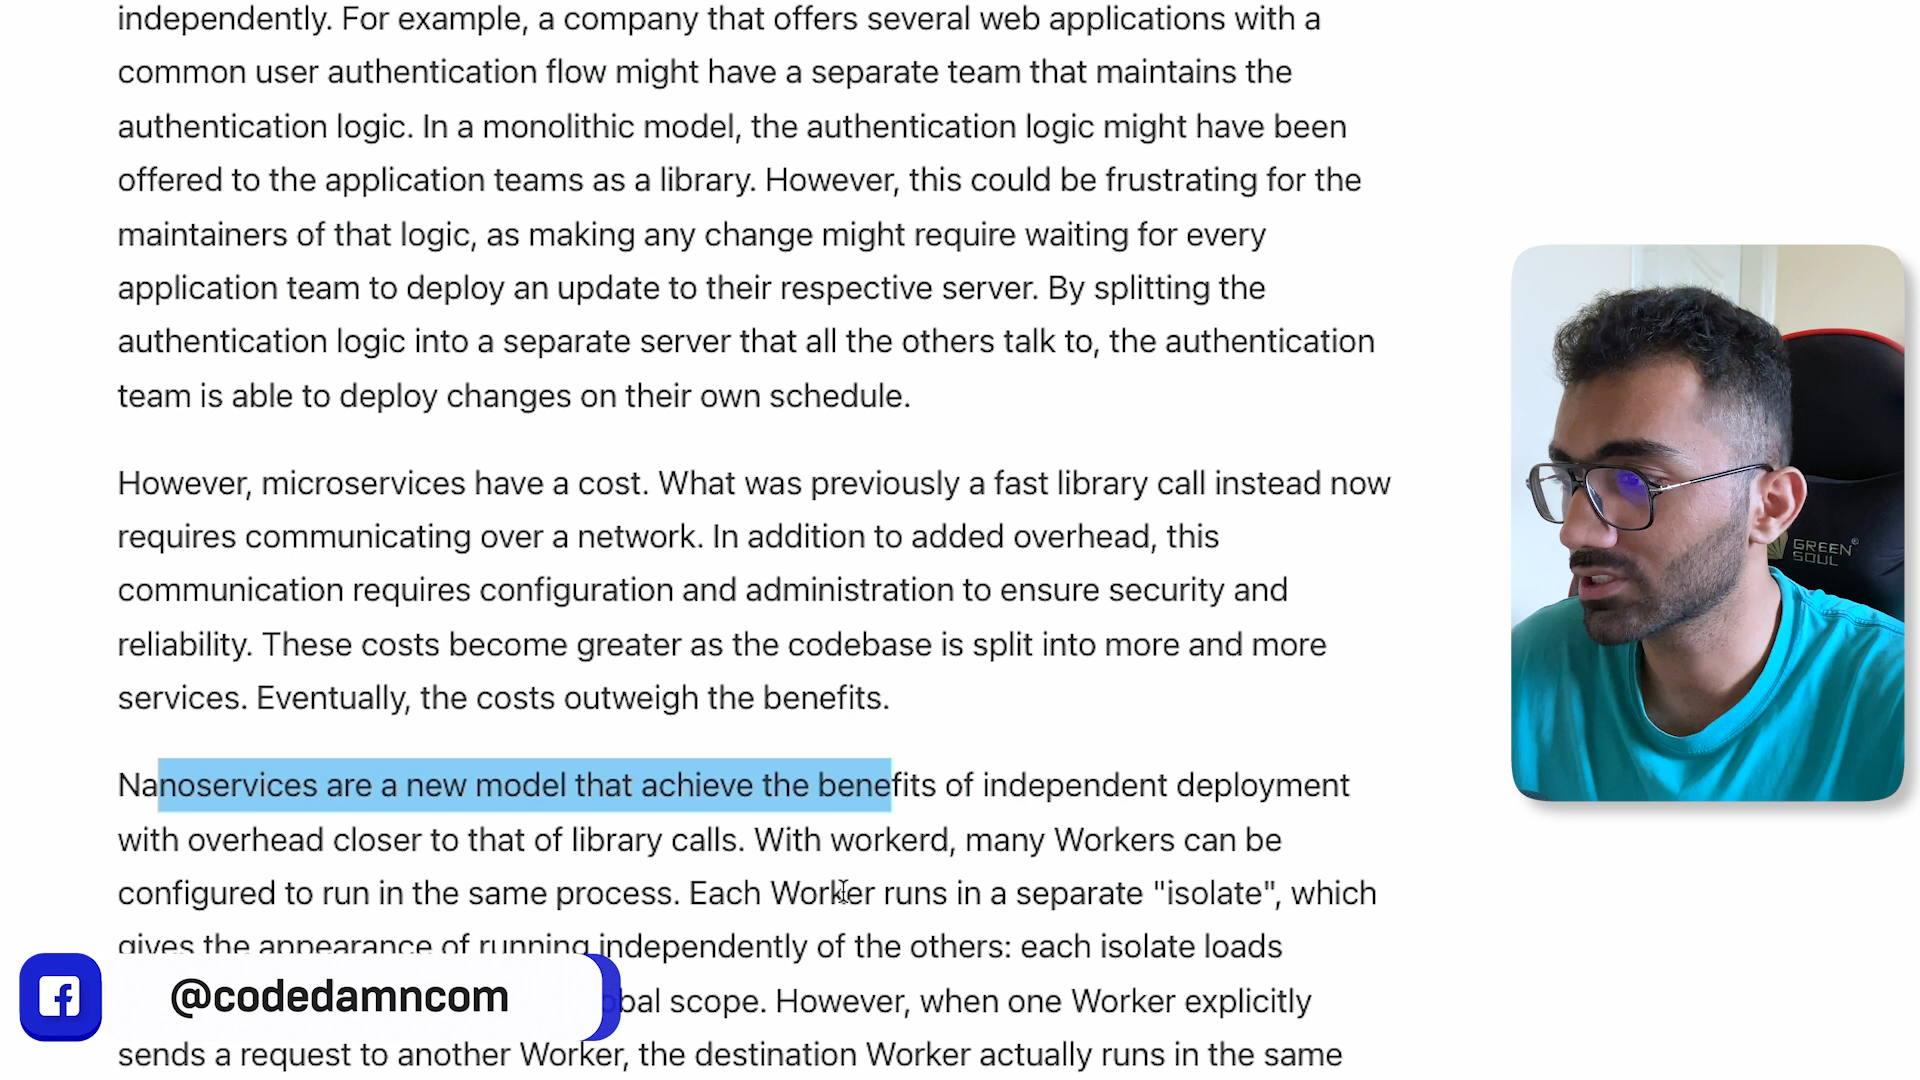 independently. For example, a company that offers several web applications with a
common user authentication flow might have a separate team that maintains the
authentication logic. In a monolithic model, the authentication logic might have been
offered to the application teams as a library. However, this could be frustrating for the
maintainers of that logic, as making any change might require waiting for every
application team to deploy an update to their respective server. By splitting the
authentication logic into a separate server that all the others talk to, the authentication
team is able to deploy changes on their own schedule.
However, microservices have a cost. What was previously a fast library call instead now
requires communicating over a network. In addition to added overhead, this
communication requires configuration and administration to ensure security and
reliability. These costs become greater as the codebase is split into more and more
services. Eventually, the costs outweigh the benefits.
Nanoservices are a new model that achieve the benefits of independent deployment
with overhead closer to that of library calls. With workerd, many Workers can be
configured to run in the same process. Each Worker runs in a separate "isolate", which
gives the appearance of running independently of the others: each isolate loads
scope. However, when one Worker explicitly
sends a request to another Worker, the destination Worker actually runs in the same
@codedamncom
GREEN
SOUL